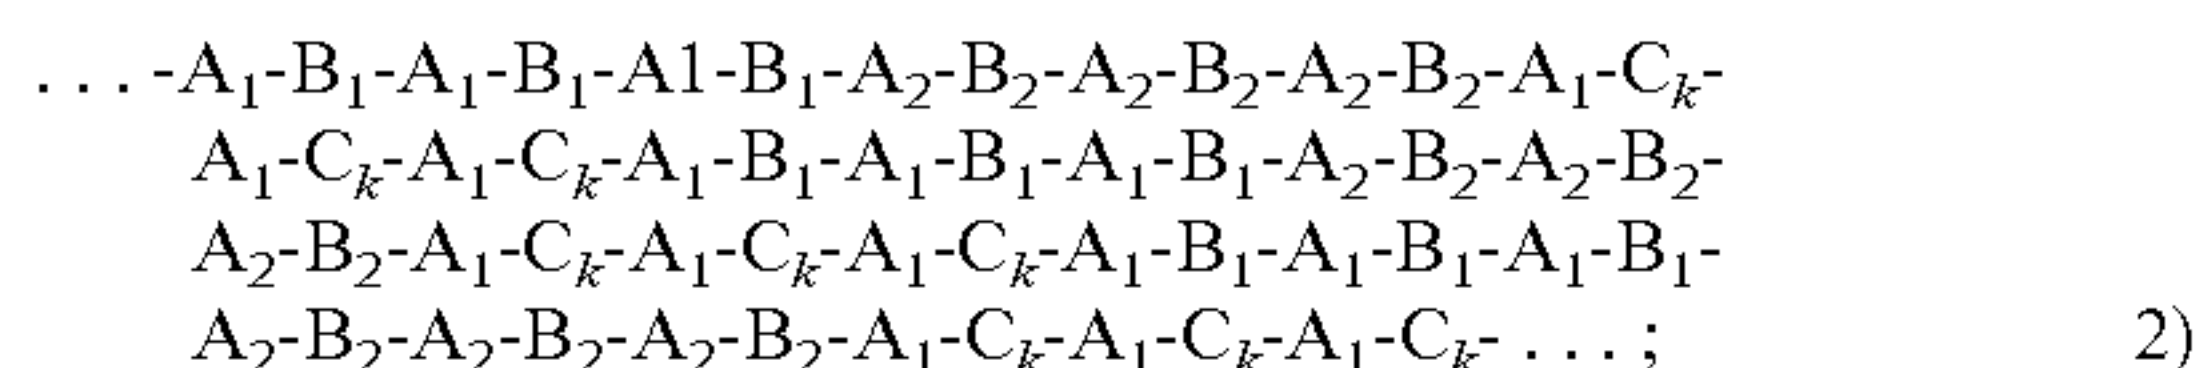 . . . -A₁-B₁-A₁-B₁-A1-B₁-A₂-B₂-A₂-B₂-A₂-B₂-A₁-Cₖ-
A₁-Cₖ-A₁-Cₖ-A₁-B₁-A₁-B₁-A₁-B₁-A₂-B₂-A₂-B₂-
A₂-B₂-A₁-Cₖ-A₁-Cₖ-A₁-Cₖ-A₁-B₁-A₁-B₁-A₁-B₁-
A₂-B₂-A₂-B₂-A₂-B₂-A₁-Cₖ-A₁-Cₖ-A₁-Cₖ- . . . ; 2)